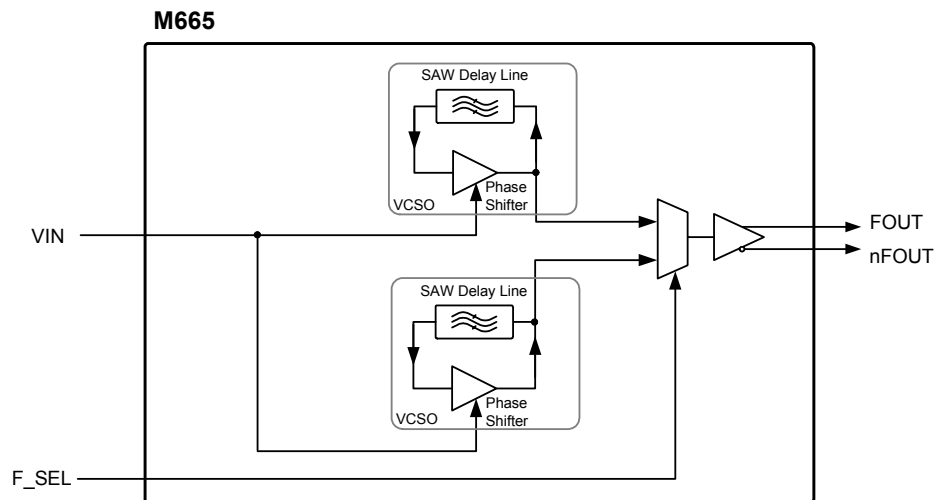 M665
SAW Delay Line
Phase
Shifter
VCSO
VIN
FOUT
nFOUT
SAW Delay Line
Phase
Shifter
VCSO
F_SEL